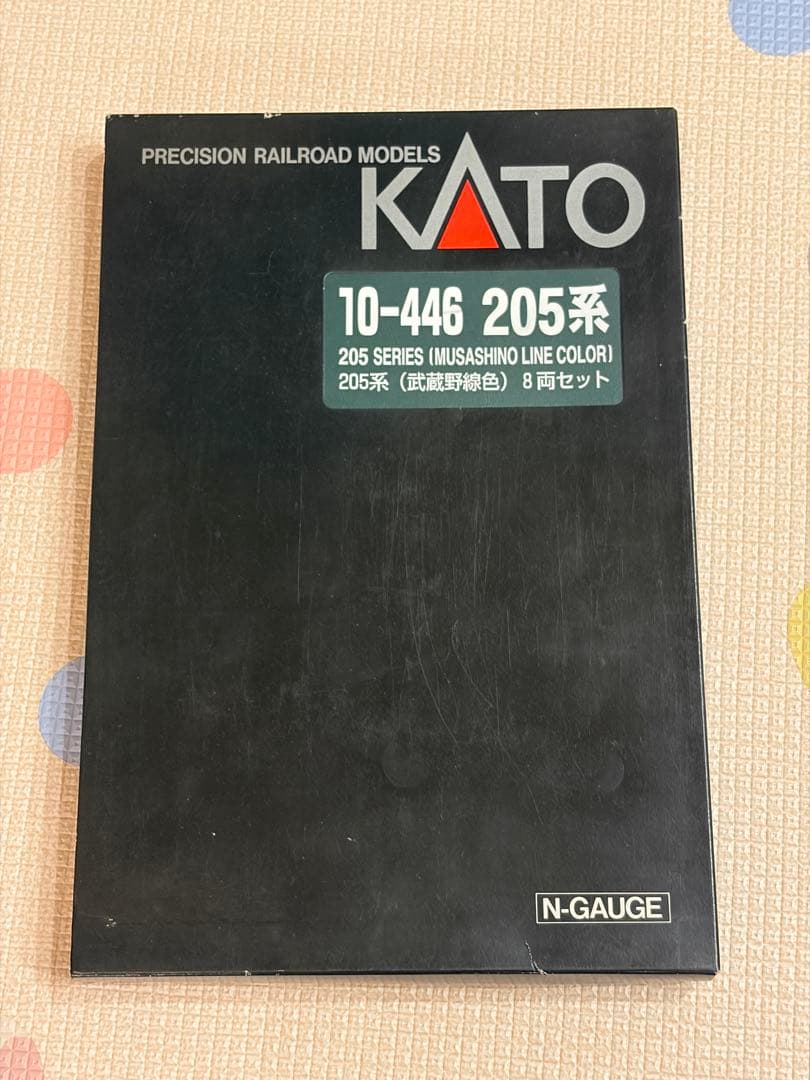 PRECISION RAILROAD MODELS
KATO
10-446 205系
205 SERIES (MUSASHINO LINE COLOR)
205系（武蔵野線色）8両セット
N-GAUGE